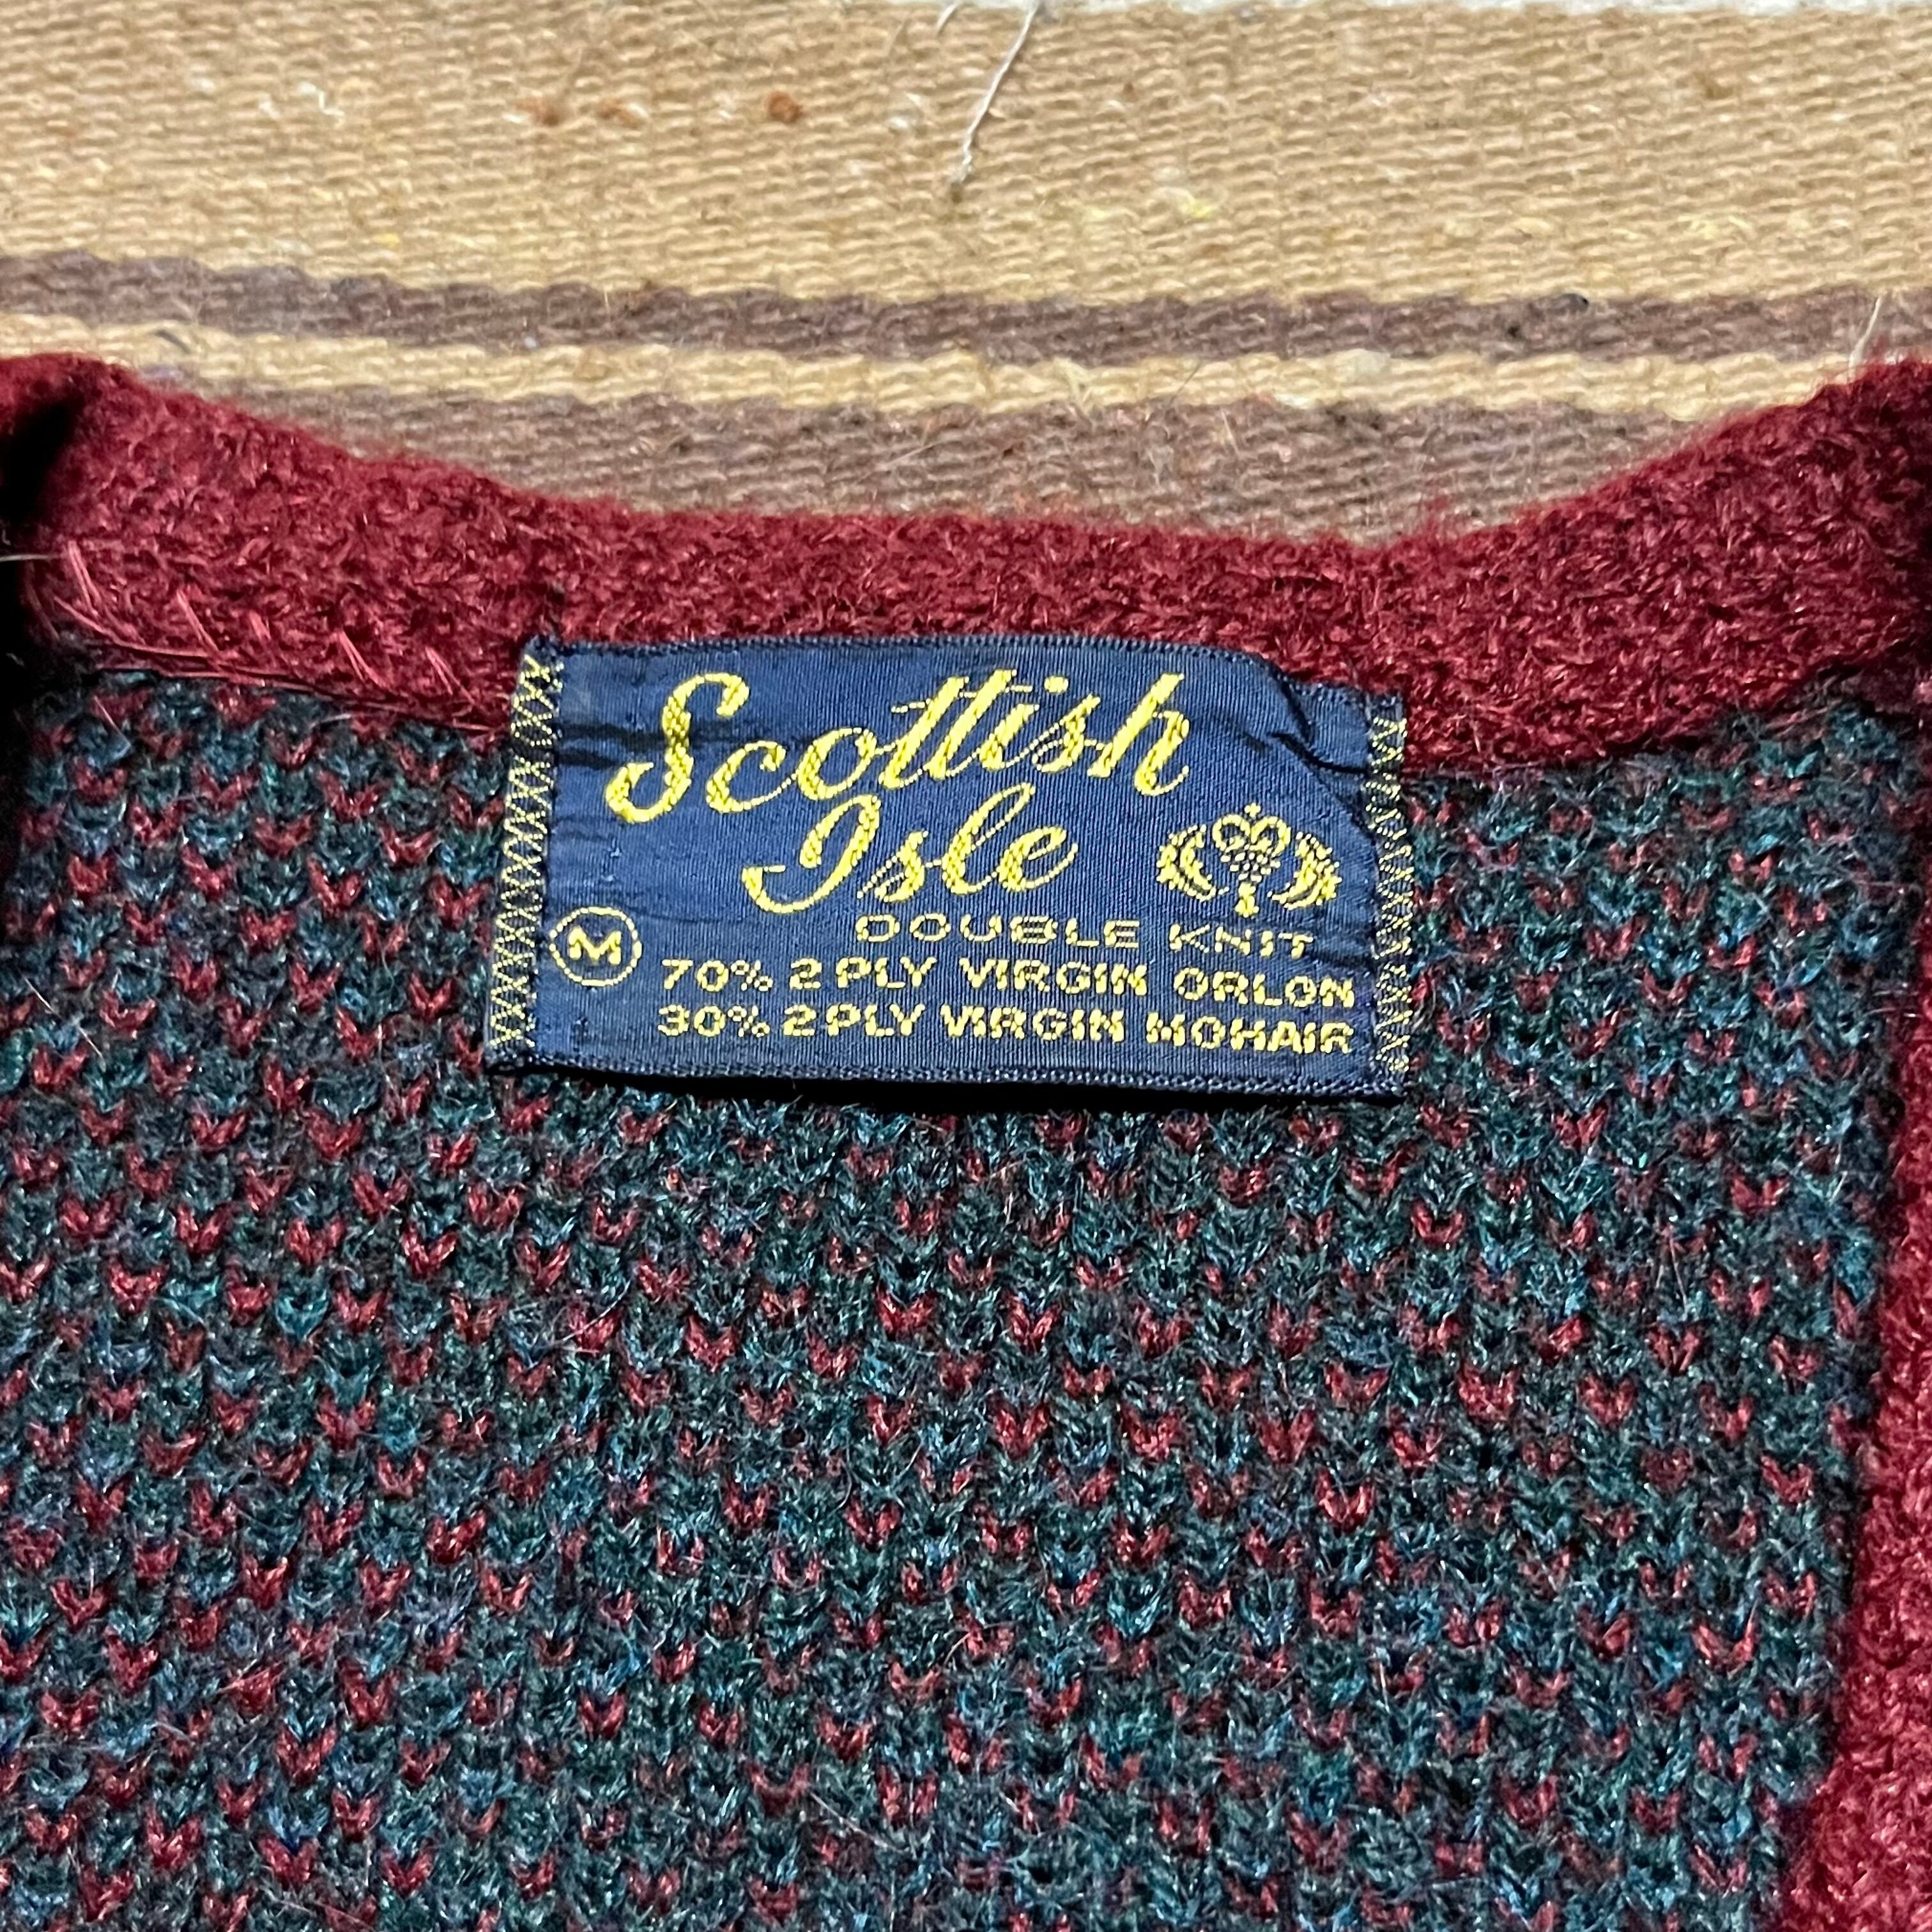 Scottish
Isle
DOUBLE KNIT
M
70% 2 PLY VIRGIN ORLON
30% 2 PLY VIRGIN MOHAIR